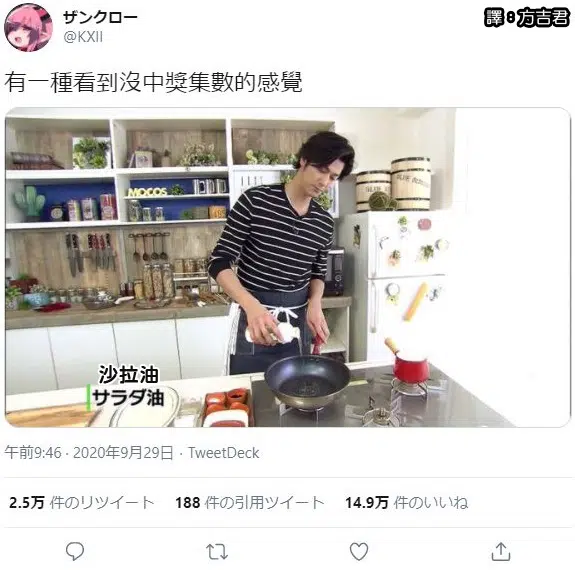 ザンクロー
@KXII
譯:方吉君
有一種看到沒中獎集數的感覺
MOCOS
沙拉油
サラダ油
午前9:46 · 2020年9月29日 · TweetDeck
2.5万 件のリツイート 188 件の引用ツイート 14.9万 件のいいね